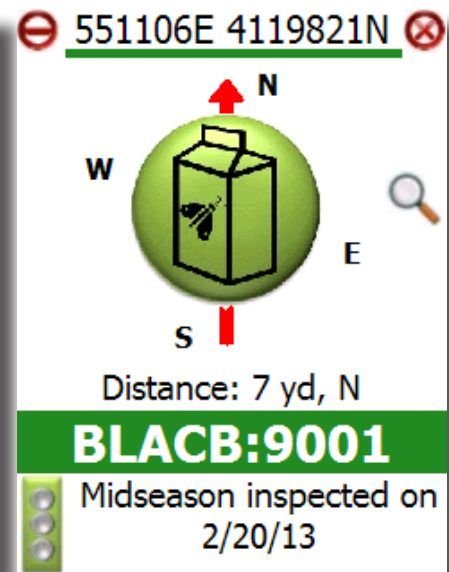 551106E 4119821N
N
W
E
S
Distance: 7 yd, N
BLACB:9001
Midseason inspected on
2/20/13